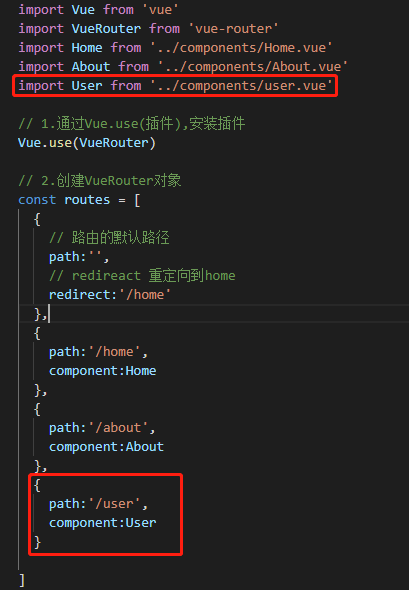 import Vue from 'vue'
import VueRouter from 'vue-router'
import Home from '../components/Home.vue'
import About from '../components/About.vue'
import User from '../components/user.vue'
// 1.通过Vue.use(插件),安装插件
Vue.use(VueRouter)
// 2.创建VueRouter对象
const routes = [
{
// 路由的默认路径
path:'',
// redireact 重定向到home
redirect:'/home'
},
{
path:'/home',
component:Home
},
{
path:'/about',
component:About
},
{
path:'/user',
component:User
}
]